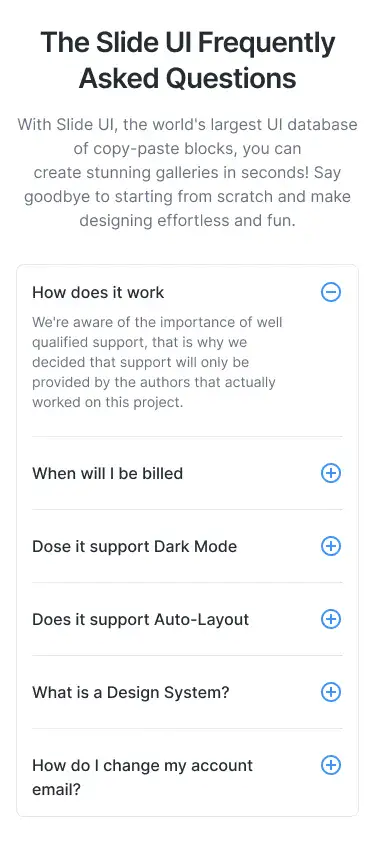 The Slide UI Frequently
Asked Questions
With Slide UI, the world's largest UI database
of copy-paste blocks, you can
create stunning galleries in seconds! Say
goodbye to starting from scratch and make
designing effortless and fun.
How does it work
We're aware of the importance of well
qualified support, that is why we
decided that support will only be
provided by the authors that actually
worked on this project.
When will I be billed
Dose it support Dark Mode
Does it support Auto-Layout
What is a Design System?
How do I change my account
email?